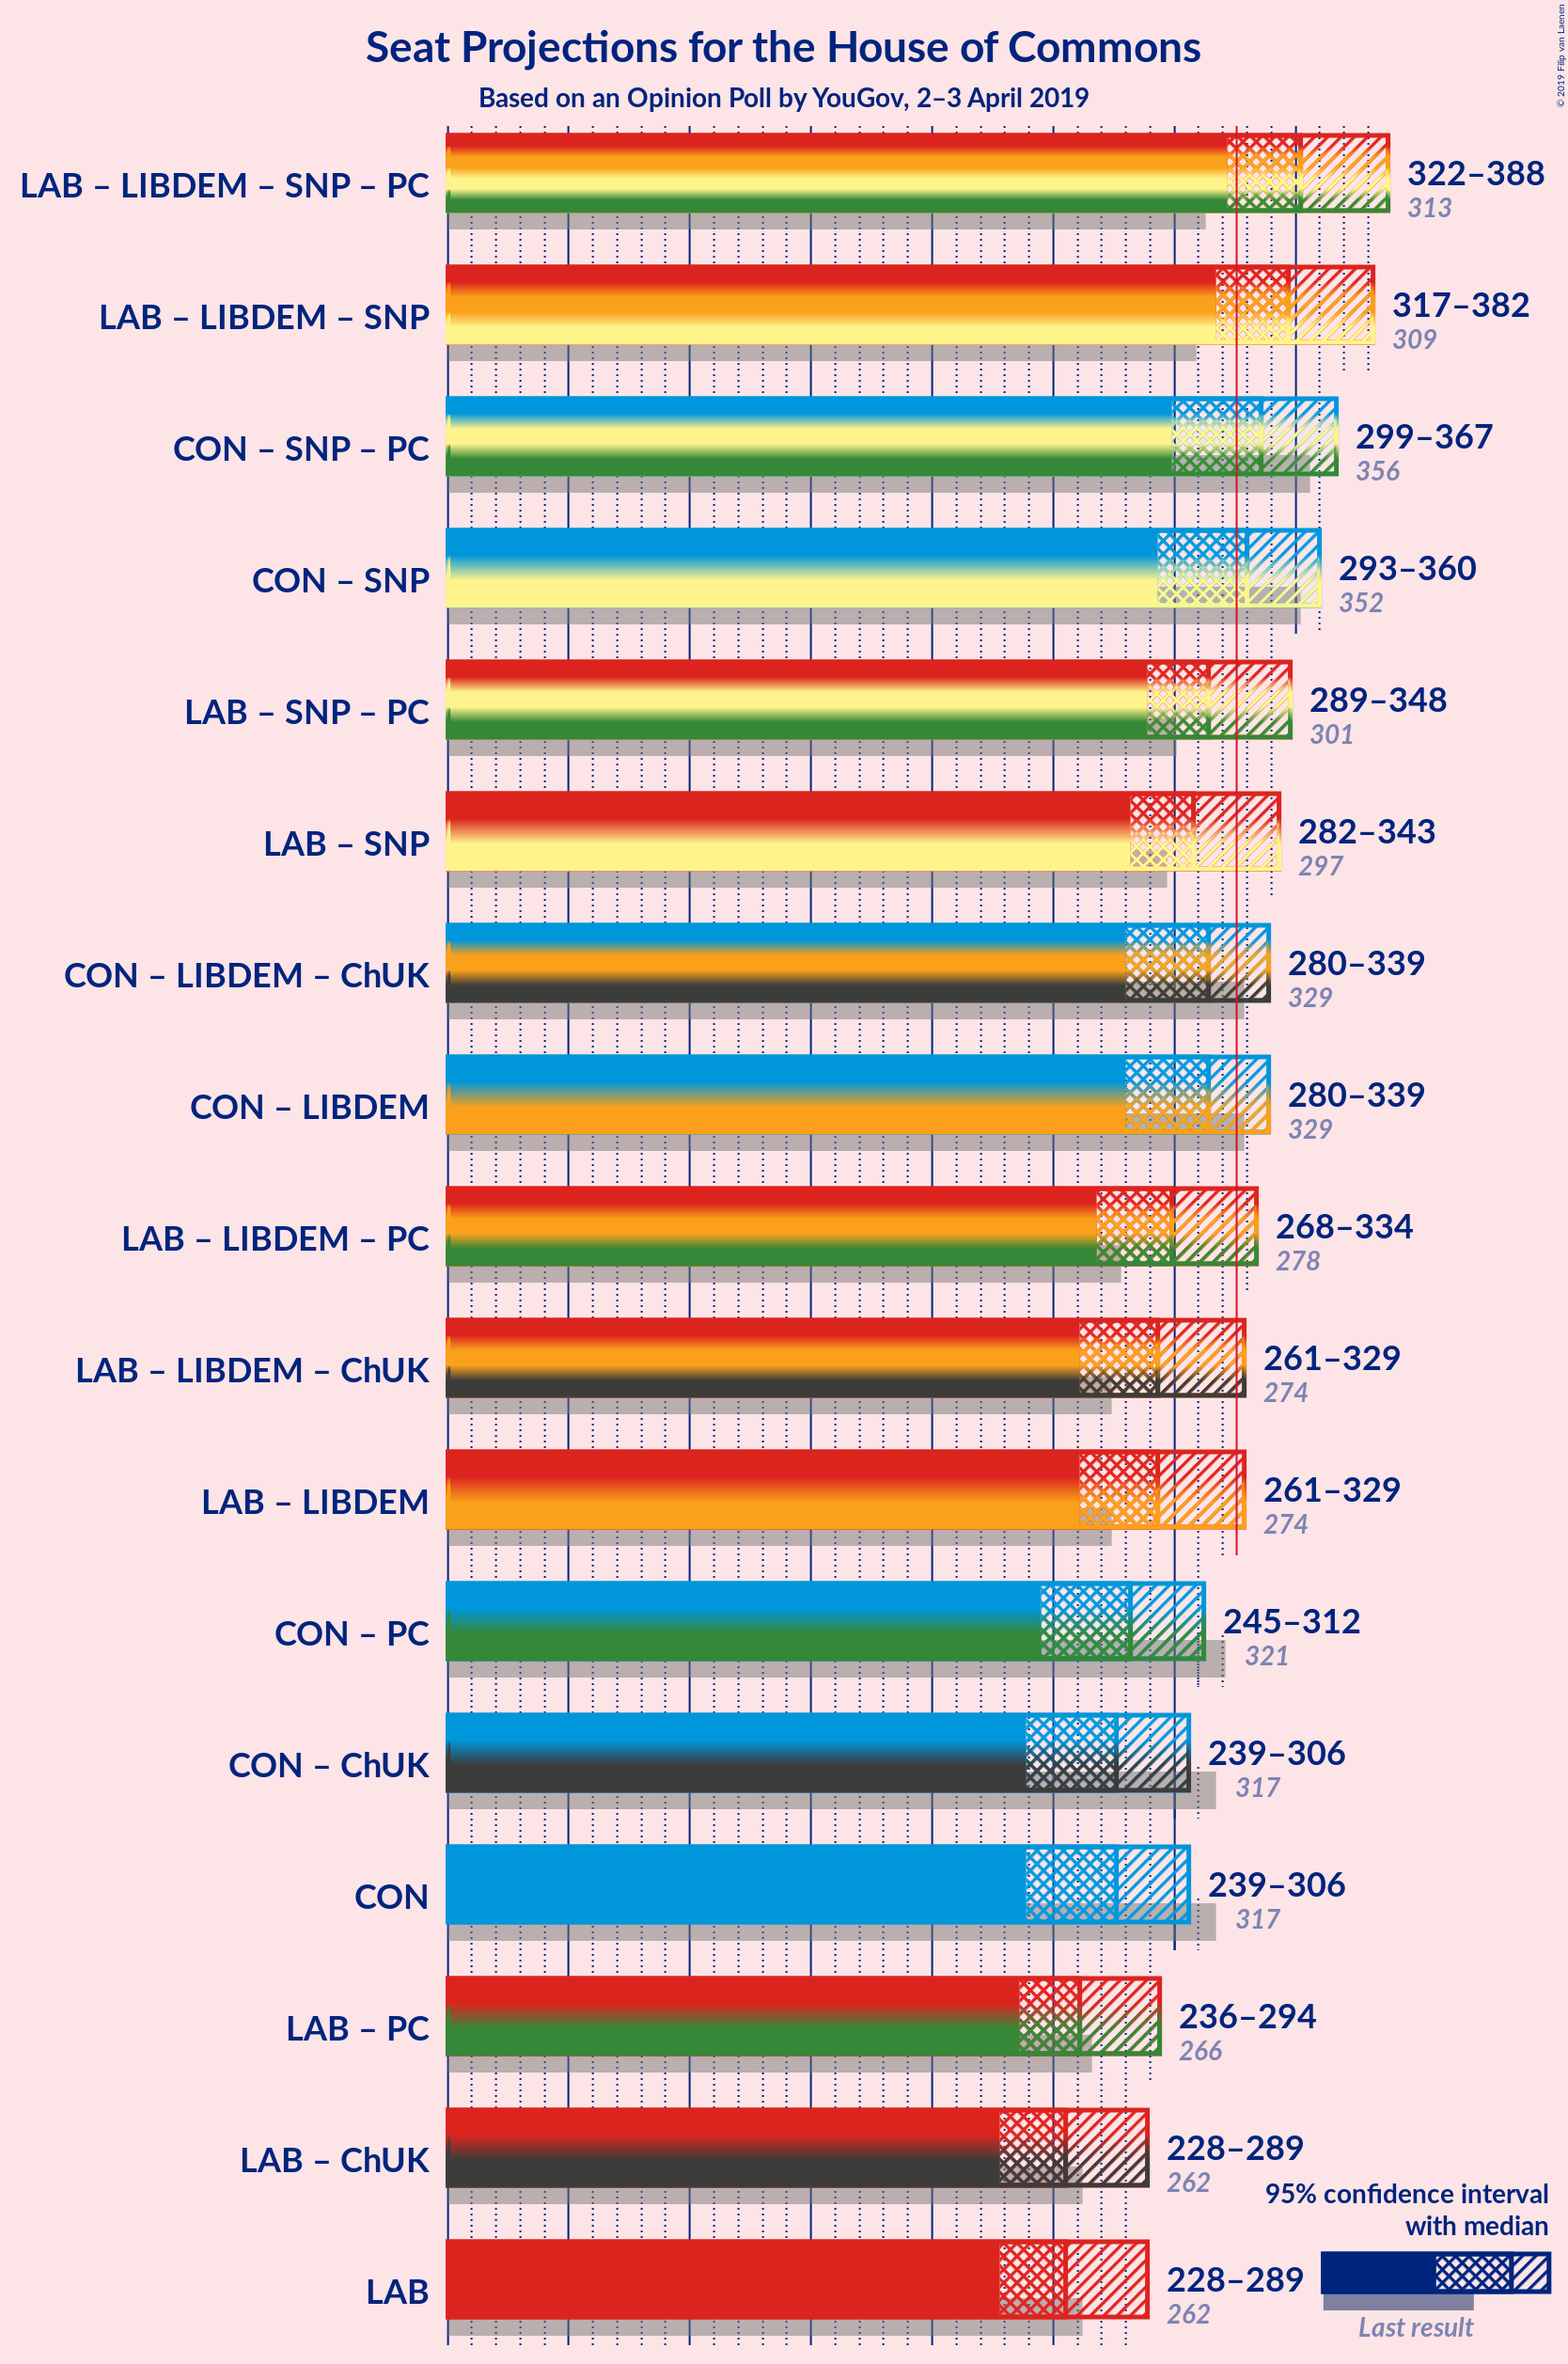 © 2019 Filip van Laenen
Seat Projections for the House of Commons
Based on an Opinion Poll by YouGov, 2–3 April 2019
LAB – LIBDEM – SNP – PC
322–388
313
LAB – LIBDEM – SNP
317–382
309
CON – SNP – PC
299–367
356
CON – SNP
293–360
352
LAB – SNP – PC
289–348
301
LAB – SNP
282–343
297
CON – LIBDEM – ChUK
280–339
329
CON – LIBDEM
280–339
329
LAB – LIBDEM – PC
268–334
278
LAB – LIBDEM – ChUK
261–329
274
LAB – LIBDEM
261–329
274
CON – PC
245–312
321
CON – ChUK
239–306
317
CON
239–306
317
LAB – PC
236–294
266
LAB – ChUK
228–289
262
LAB
228–289
262
95% confidence interval
with median
Last result